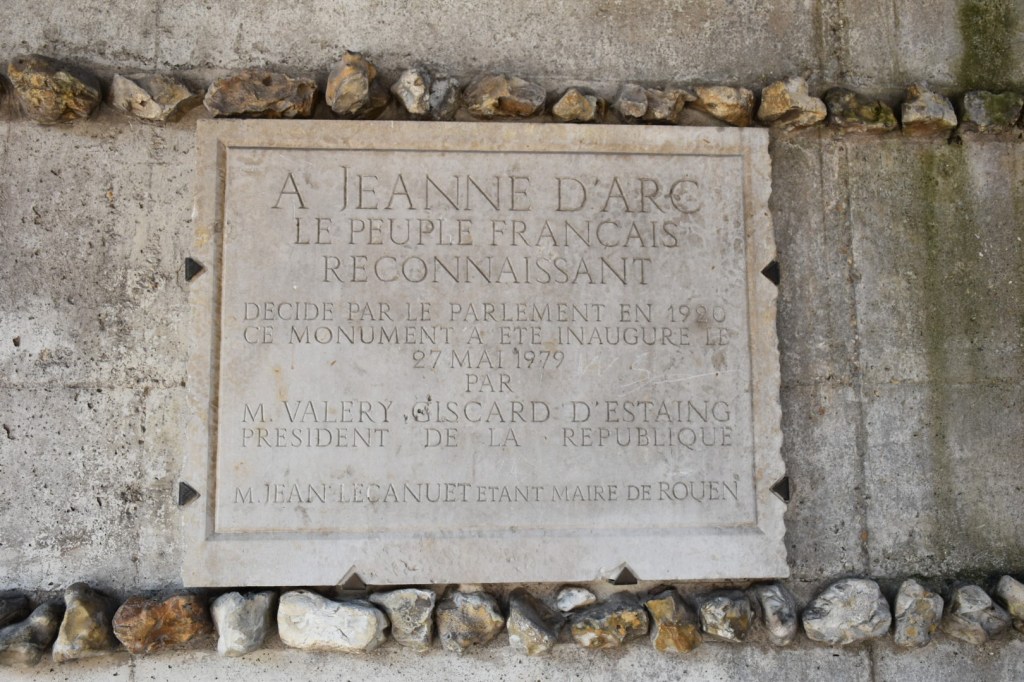 A JEANNE D'ARC
LE PEUPLE FRANÇAIS
RECONNAISSANT
DECIDE PAR LE PARLEMENT EN 1920
CE MONUMENT A ETE INAUGURE LE
27 MAI 1979
PAR
M. VALERY GISCARD D'ESTAING
PRESIDENT DE LA REPUBLIQUE
M. JEAN LECANUET ETANT MAIRE DE ROUEN